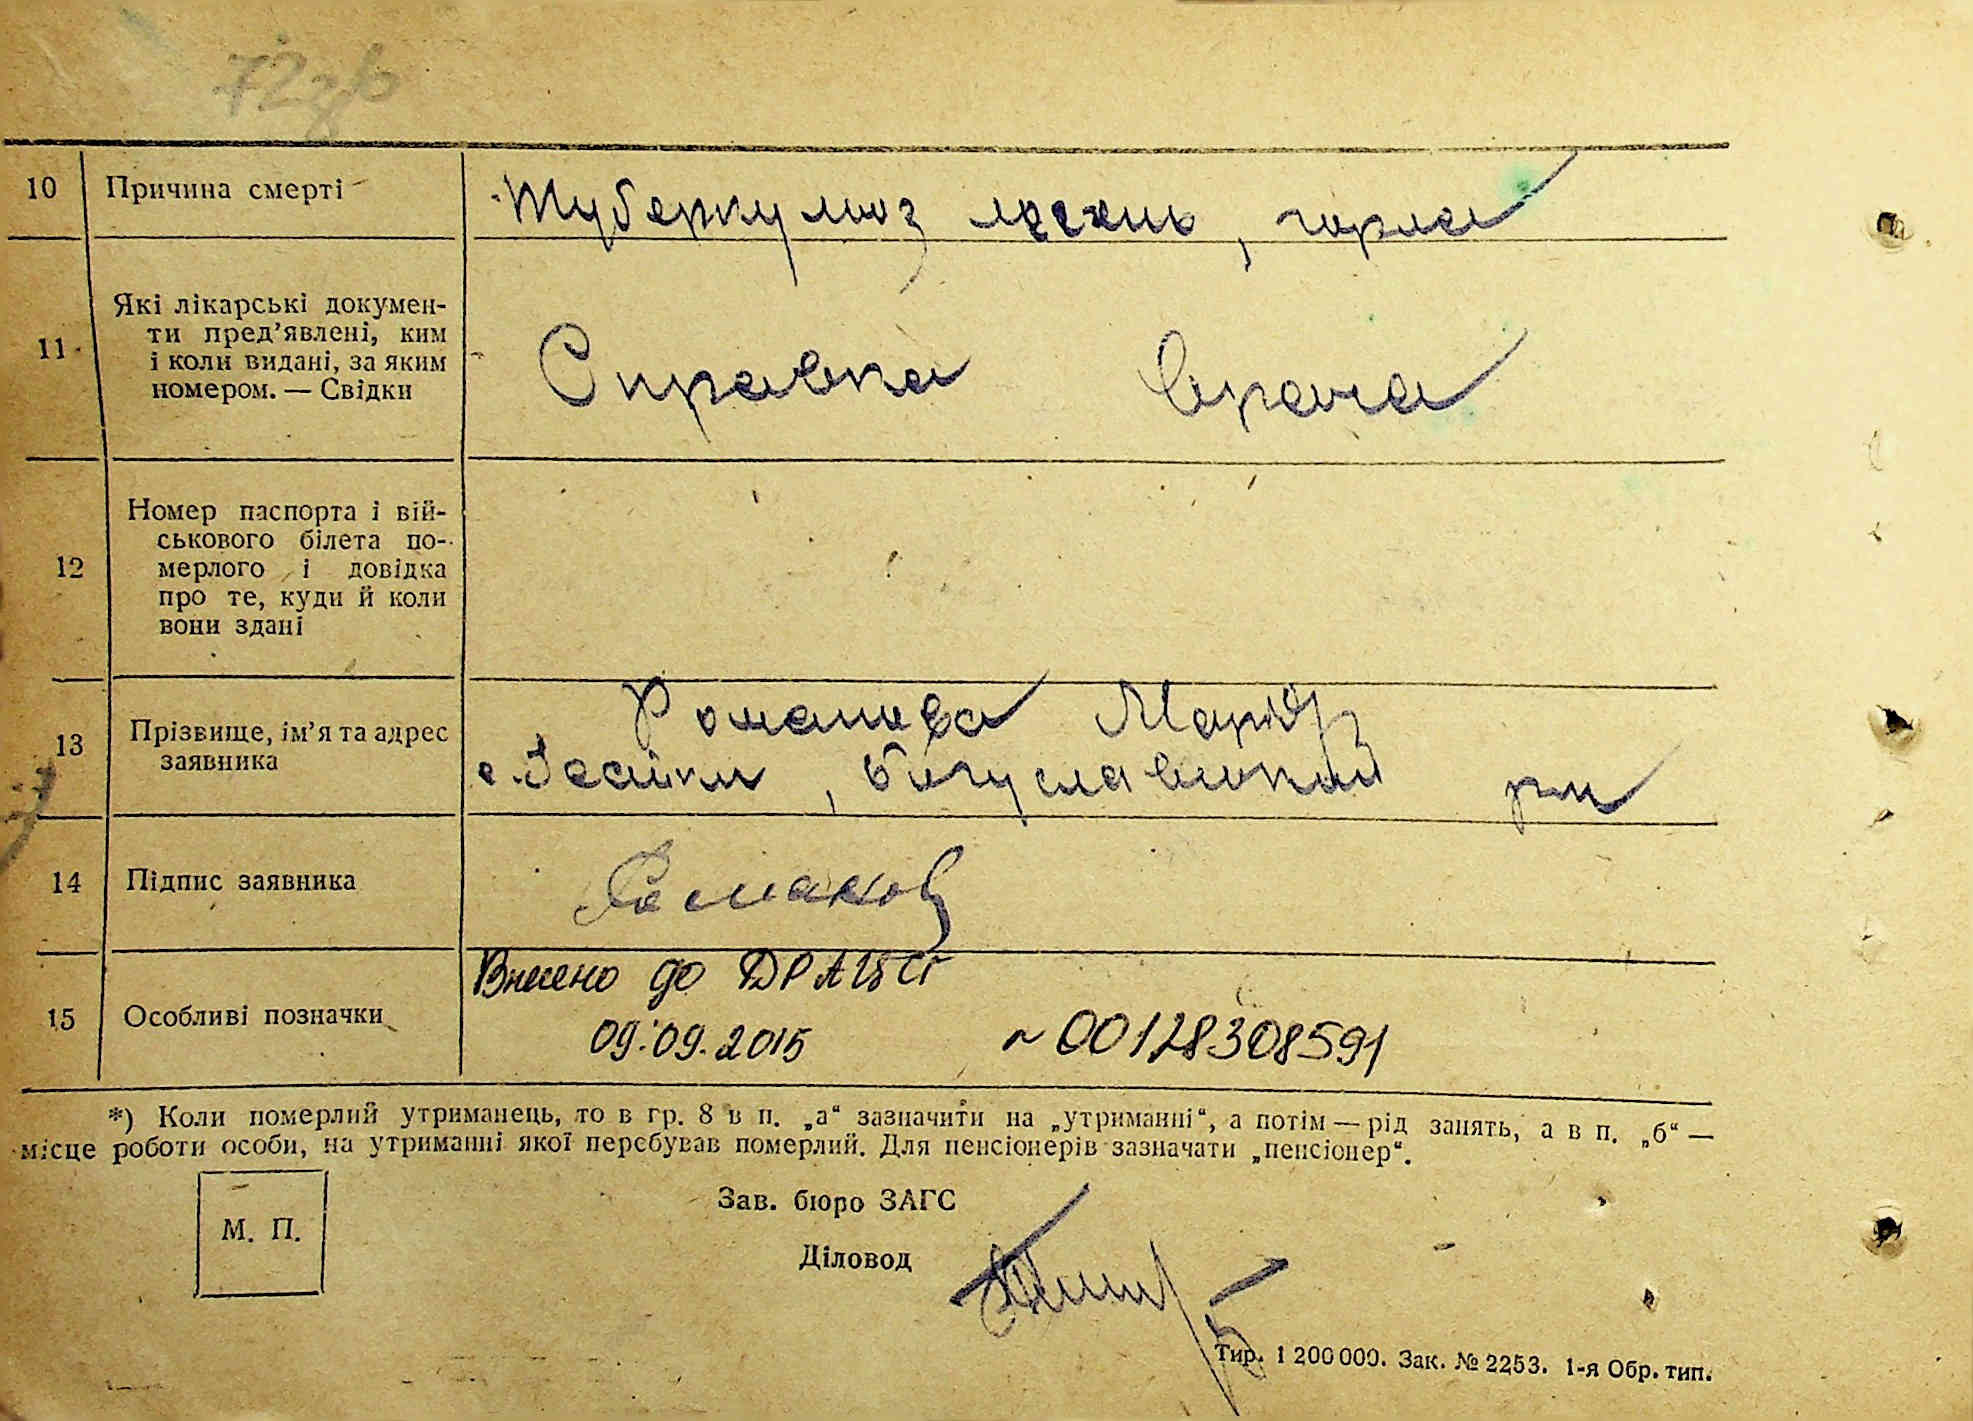 10 Причина смерті Туберкульоз легень, горла
11 Які лікарські докумен-
ти пред’явлені, ким
і коли видані, за яким
номером. — Свідки
Справка врача
12 Номер паспорта і вій-
ськового білета по-
мерлого і довідка
про те, куди й коли
вони здані
13 Прізвище, ім’я та адрес
заявника
Марія
Богуславський р-н
14 Підпис заявника
15 Особливі позначки
Внесено до ДРАЦСГ
09.09.2015 № 00128308591
*) Коли померлий утриманець, то в гр. 8 в п. „а“ зазначити на „утриманні“, а потім — рід занять, а в п. „б“ —
місце роботи особи, на утриманні якої перебував померлий. Для пенсіонерів зазначати „пенсіонер“.
М. П.
Зав. бюро ЗАГС
Діловод
Тир. 1 200 000. Зак. № 2253. 1-я Обр. тип.